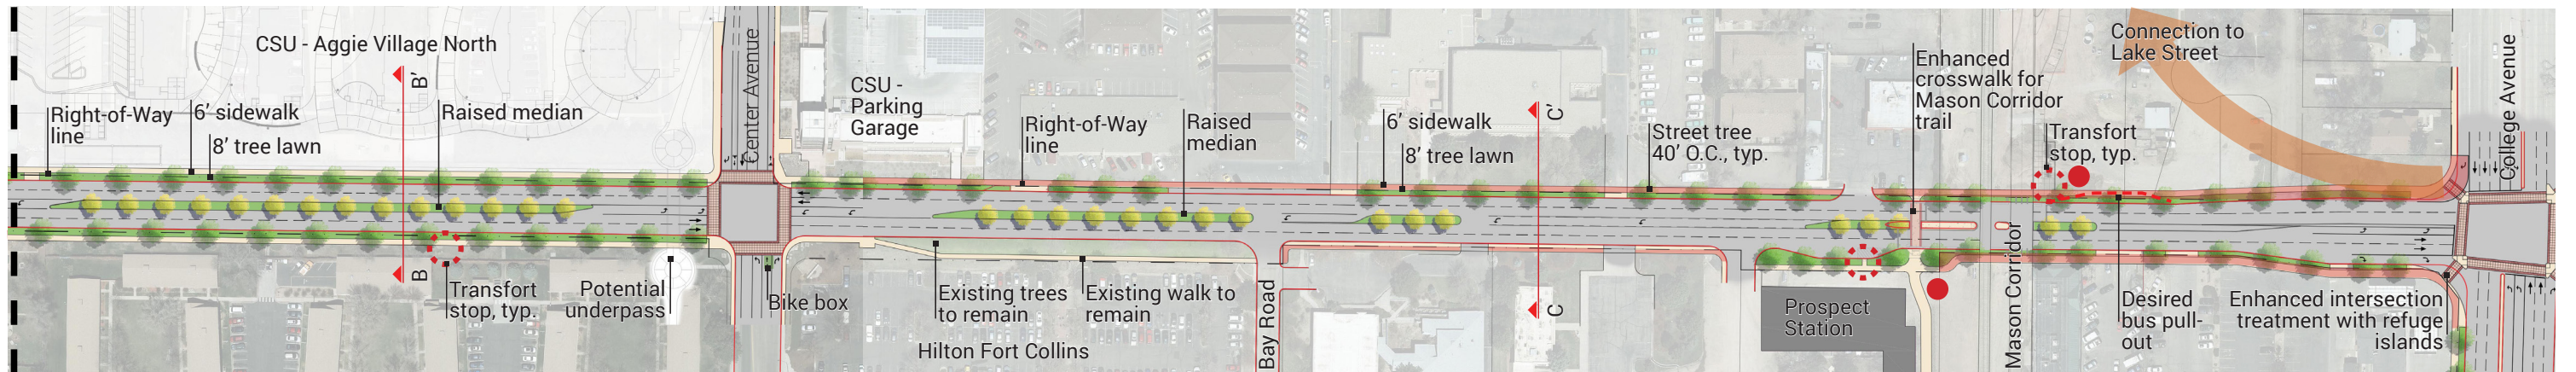 CSU - Aggie Village North
B'
Right-of-Way
line
6' sidewalk
8' tree lawn
Raised median
B
Transfort
stop, typ.
Potential
underpass
Center Avenue
Bike box
CSU -
Parking
Garage
Existing trees
to remain
Existing walk to
remain
Hilton Fort Collins
Right-of-Way
line
Raised
median
Bay Road
6' sidewalk
8' tree lawn
C'
C
Street tree
40' O.C., typ.
Prospect
Station
Enhanced
crosswalk for
Mason Corridor
trail
Mason Corridor
Transfort
stop, typ.
Connection to
Lake Street
Desired
bus pull-
out
Enhanced intersection
treatment with refuge
islands
College Avenue